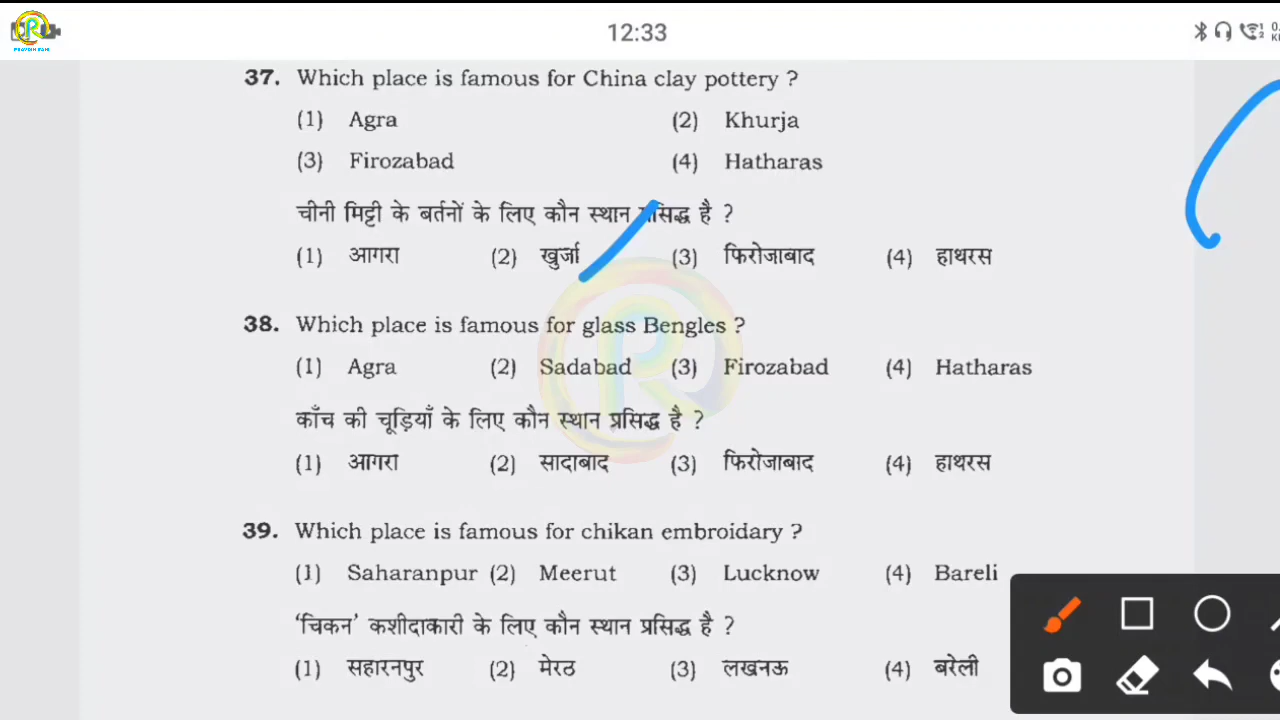 12:33
37. Which place is famous for China clay pottery ?
(1) Agra (2) Khurja
(3) Firozabad (4) Hatharas
चीनी मिट्टी के बर्तनों के लिए कौन स्थान प्रसिद्ध है ?
(1) आगरा (2) खुर्जा (3) फिरोजाबाद (4) हाथरस
38. Which place is famous for glass Bengles ?
(1) Agra (2) Sadabad (3) Firozabad (4) Hatharas
काँच की चूड़ियाँ के लिए कौन स्थान प्रसिद्ध है ?
(1) आगरा (2) सादाबाद (3) फिरोजाबाद (4) हाथरस
39. Which place is famous for chikan embroidary ?
(1) Saharanpur (2) Meerut (3) Lucknow (4) Bareli
‘चिकन’ कशीदाकारी के लिए कौन स्थान प्रसिद्ध है ?
(1) सहारनपुर (2) मेरठ (3) लखनऊ (4) बरेली